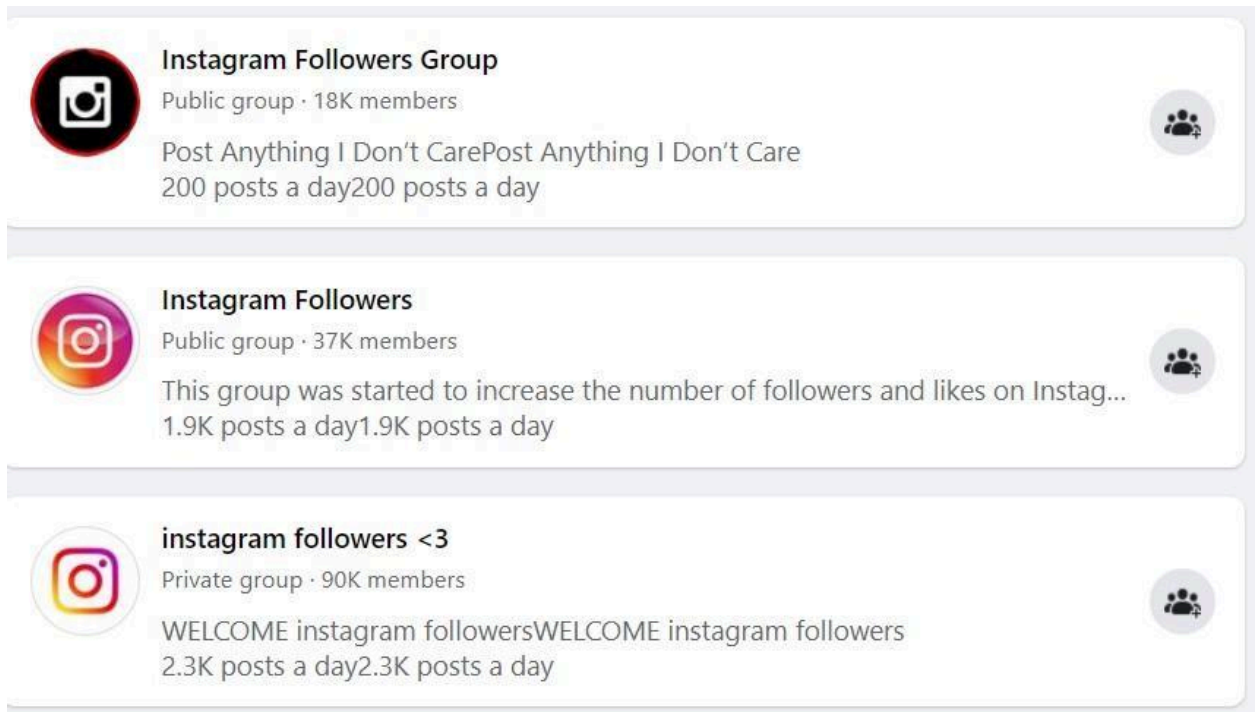 Instagram Followers Group
Public group · 18K members
Post Anything I Don't CarePost Anything I Don't Care
200 posts a day200 posts a day
Instagram Followers
Public group · 37K members
This group was started to increase the number of followers and likes on Instag...
1.9K posts a day1.9K posts a day
instagram followers <3
Private group · 90K members
WELCOME instagram followersWELCOME instagram followers
2.3K posts a day2.3K posts a day